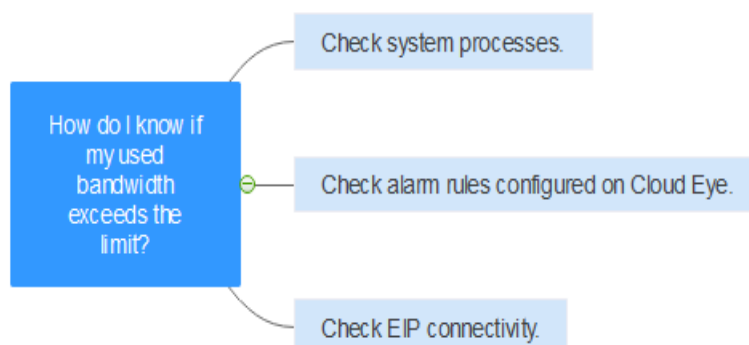 Check system processes.
How do I know if
my used
bandwidth
exceeds the
limit?
Check alarm rules configured on Cloud Eye.
Check EIP connectivity.